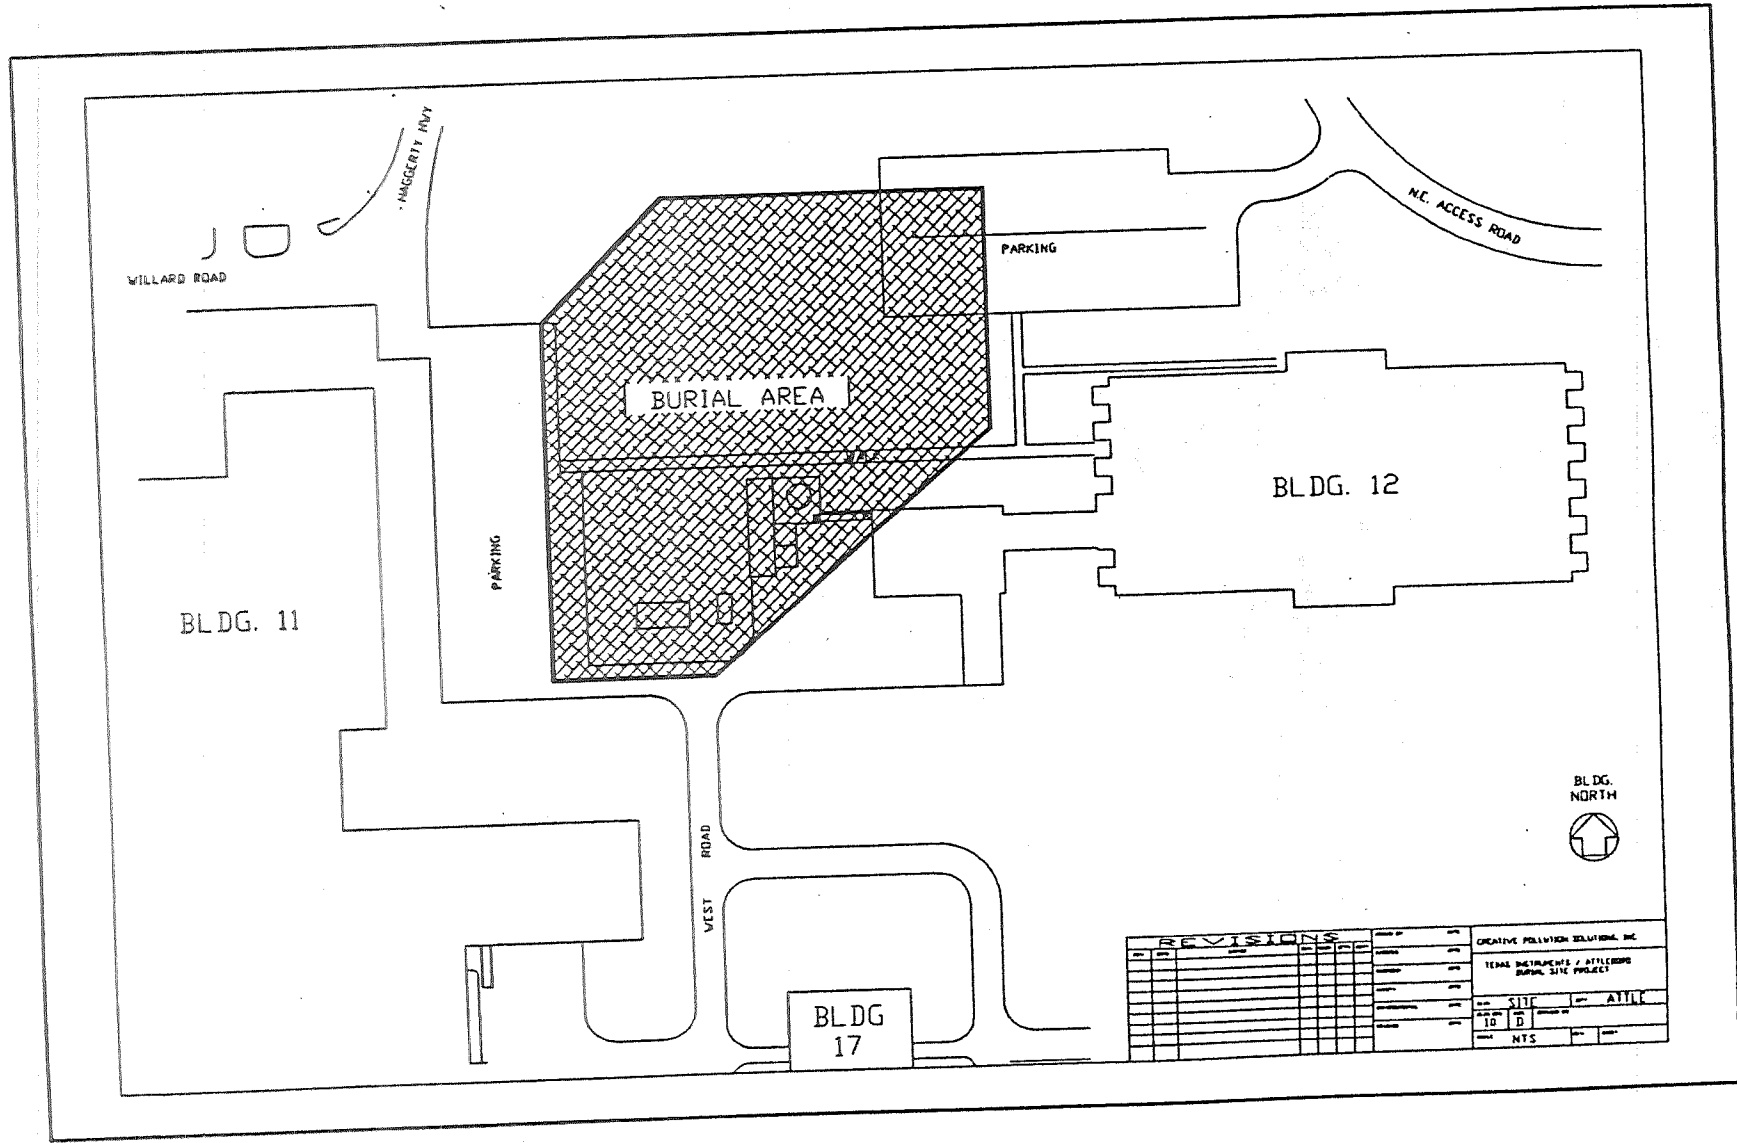 HAGGERTY HWY
N.E. ACCESS ROAD
PARKING
WILLARD ROAD
BURIAL AREA
BLDG. 12
PARKING
BLDG. 11
BLDG.
NORTH
WEST ROAD
BLDG
17
REVISIONS
CREATIVE POLLUTION SOLUTIONS, INC
TEXAS INSTRUMENTS / ATTLEBORO
BURIAL SITE PROJECT
SITE
ATTLE
10
D
NTS